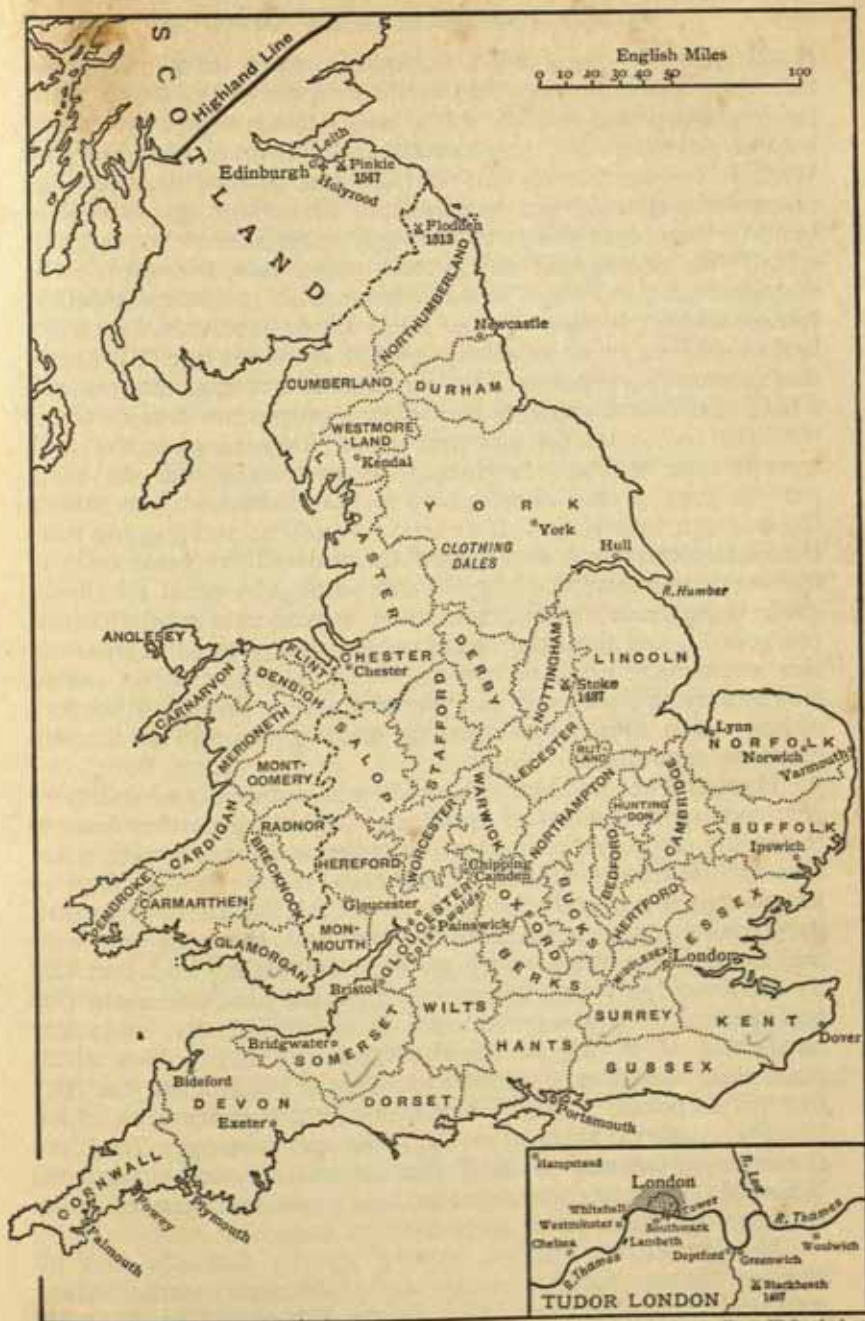 SCOTLAND
Highland Line
English Miles
0 10 20 30 40 50 100
Leith
Edinburgh
Pinkie
1547
Holyrood
Flodden
1513
NORTHUMBERLAND
Newcastle
CUMBERLAND
DURHAM
WESTMORE
-LAND
Kendal
LANCASTER
YORK
York
CLOTHING
DALES
Hull
R. Humber
ANGLESEY
FLINT
CHESTER
Chester
DERBY
NOTTINGHAM
LINCOLN
Stoke
1487
CARNARVON
DENBIGH
MERIONETH
SALOP
STAFFORD
LEICESTER
RUT-
LAND
Lynn
NORFOLK
Norwich
Yarmouth
MONT-
GOMERY
CARDIGAN
RADNOR
WORCESTER
WARWICK
NORTHAMPTON
HUNTING
DON
CAMBRIDGE
SUFFOLK
Ipswich
PEMBROKE
CARMARTHEN
BRECKNOCK
HEREFORD
Chipping
Camden
BEDFORD
BUCKS
HERTFORD
ESSEX
Gloucester
GLOUCESTER
Cotswolds
Painswick
OXFORD
GLAMORGAN
MON-
MOUTH
BERKS
MIDDLESEX
London
Bristol
WILTS
SURREY
KENT
Dover
Bridgwater
SOMERSET
HANTS
SUSSEX
Bideford
DEVON
Exeter
DORSET
Portsmouth
CORNWALL
Plymouth
Fowey
Falmouth
Hampstead
London
R. Lea
Whitehall
Tower
Westminster
Southwark
R. Thames
Chelsea
Lambeth
Deptford
Greenwich
Woolwich
R. Thames
Blackheath
1497
TUDOR LONDON